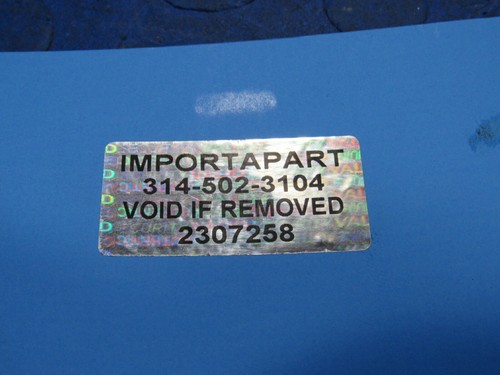 IMPORTAPART
314-502-3104
VOID IF REMOVED
2307258